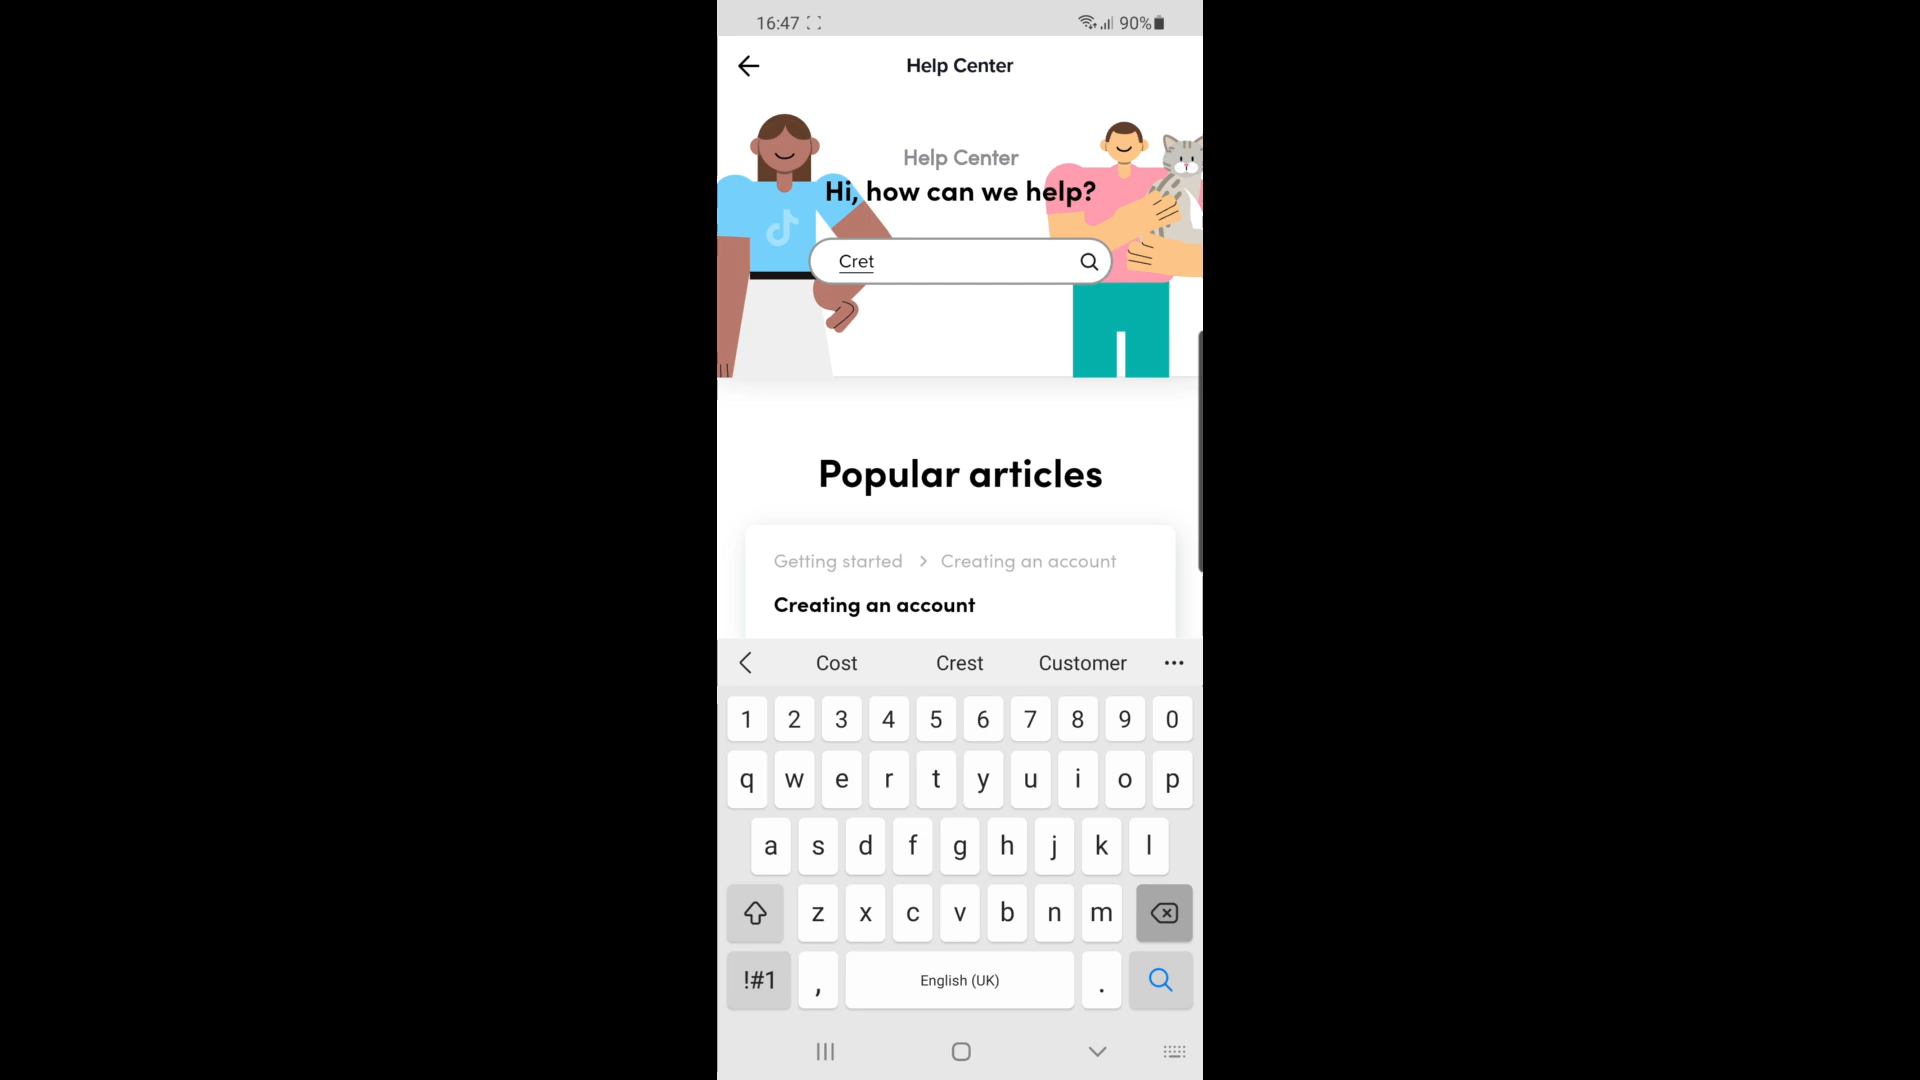 16:47 90%
Help Center
Help Center
Hi, how can we help?
Cret
Popular articles
Getting started > Creating an account
Creating an account
Cost Crest Customer •••
1 2 3 4 5 6 7 8 9 0
q w e r t y u i o p
a s d f g h j k l
z x c v b n m
!#1 , English (UK) .